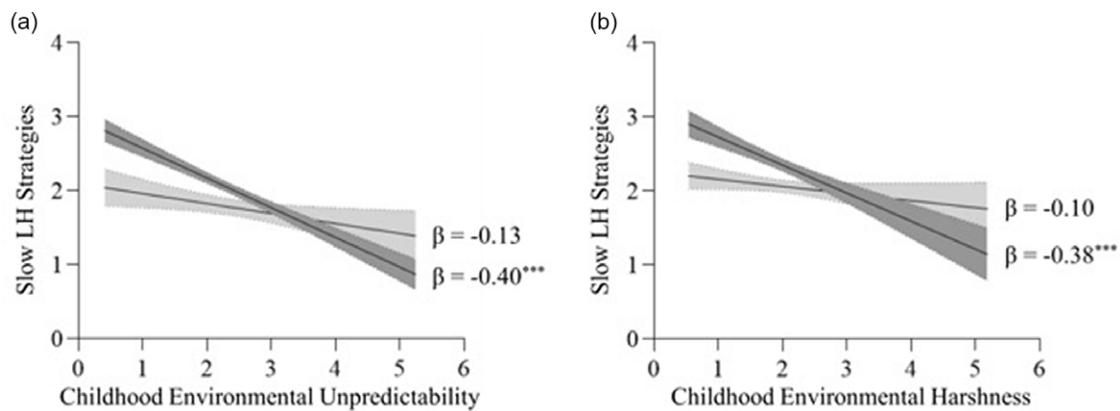 (a)
4
3
2
1
0
Slow LH Strategies
0 1 2 3 4 5 6
Childhood Environmental Unpredictability
β = -0.13
β = -0.40***
(b)
4
3
2
1
0
Slow LH Strategies
0 1 2 3 4 5 6
Childhood Environmental Harshness
β = -0.10
β = -0.38***